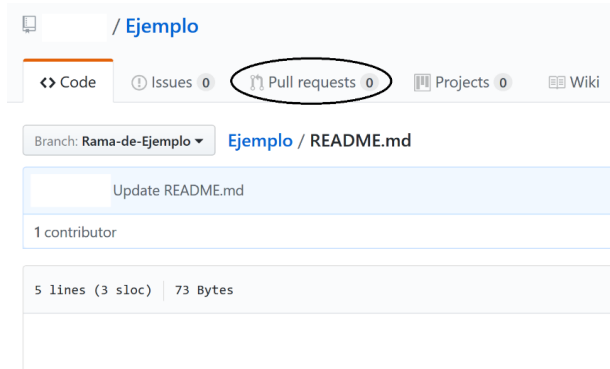 / Ejemplo
<> Code Issues 0 Pull requests 0 Projects 0 Wiki
Branch: Rama-de-Ejemplo Ejemplo / README.md
Update README.md
1 contributor
5 lines (3 sloc) 73 Bytes